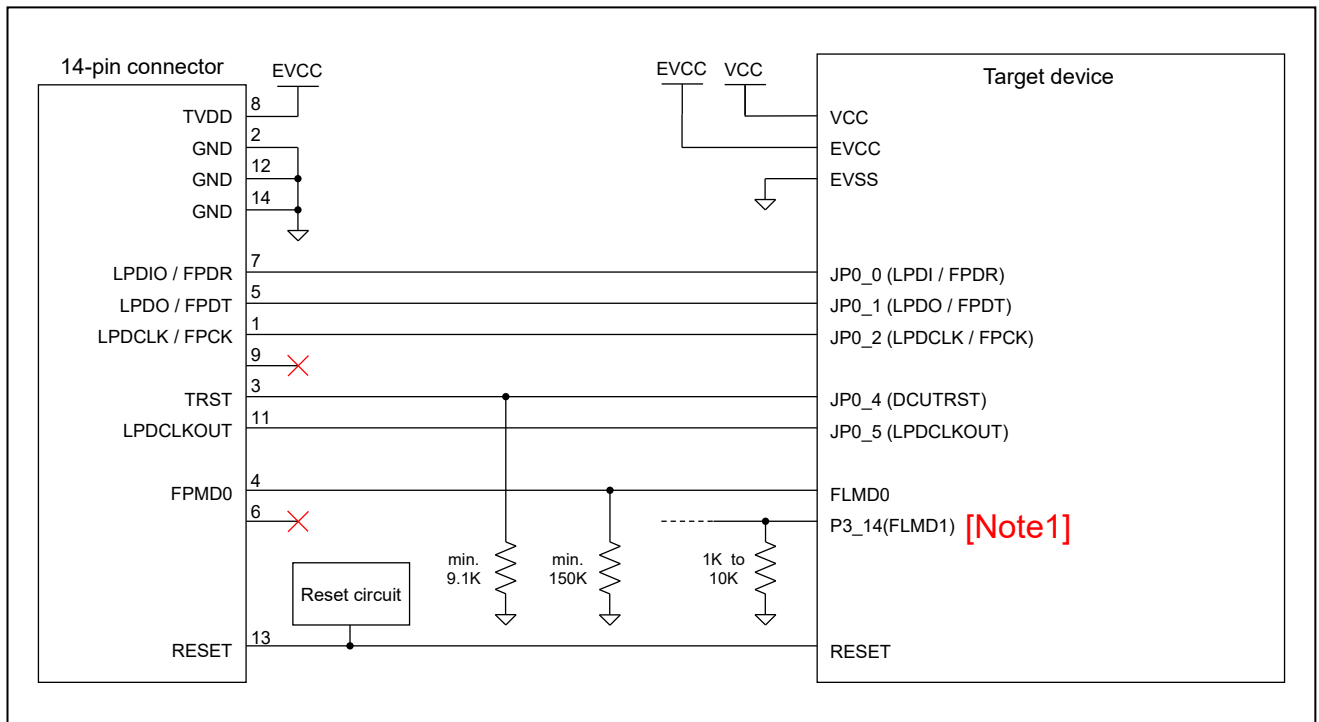 14-pin connector
EVCC
EVCC
VCC
Target device
TVDD
8
VCC
GND
2
EVCC
GND
12
EVSS
GND
14
LPDIO / FPDR
7
JP0_0 (LPDI / FPDR)
LPDO / FPDT
5
JP0_1 (LPDO / FPDT)
LPDCLK / FPCK
1
JP0_2 (LPDCLK / FPCK)
9
TRST
3
JP0_4 (DCUTRST)
LPDCLKOUT
11
JP0_5 (LPDCLKOUT)
FPMD0
4
FLMD0
6
P3_14(FLMD1) [Note1]
min.
9.1K
min.
150K
1K to
10K
Reset circuit
RESET
13
RESET